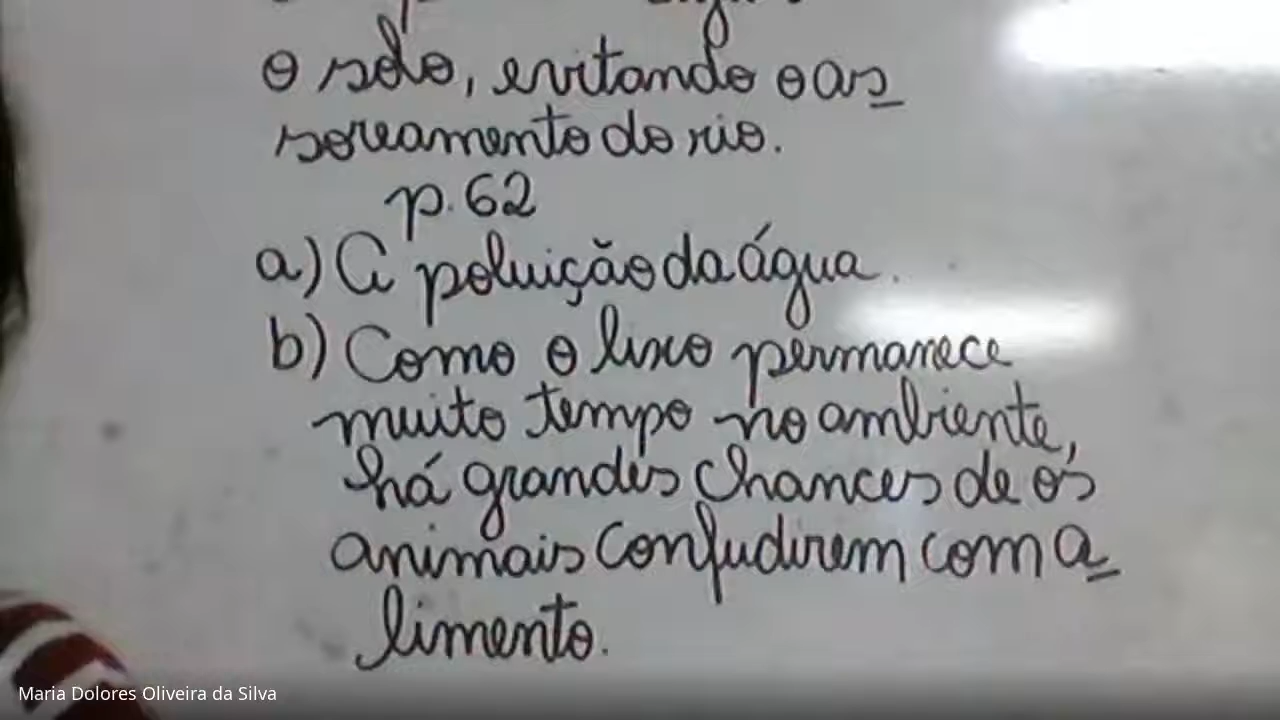 o solo, evitando o as
soreamento do rio.
p. 62
a) A poluição da água.
b) Como o lixo permanece
muito tempo no ambiente,
há grandes chances de os
animais confudirem com a
limento.
Maria Dolores Oliveira da Silva